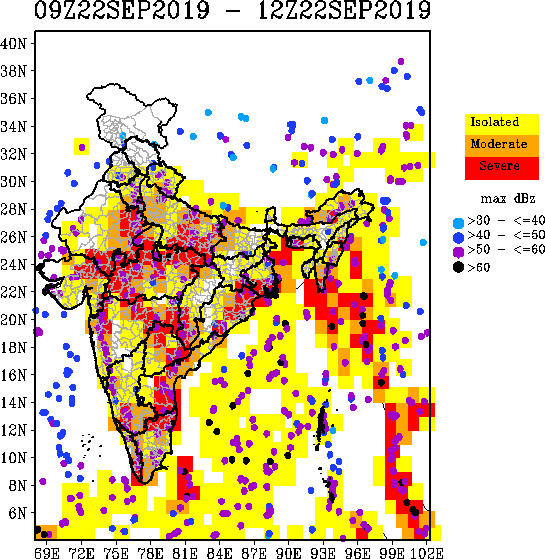 09Z22SEP2019 - 12Z22SEP2019
40N
38N
36N
34N
32N
30N
28N
26N
24N
22N
20N
18N
16N
14N
12N
10N
8N
6N
69E 72E 75E 78E 81E 84E 87E 90E 93E 96E 99E 102E
Isolated
Moderate
Severe
max dBz
>30 - <=40
>40 - <=50
>50 - <=60
>60